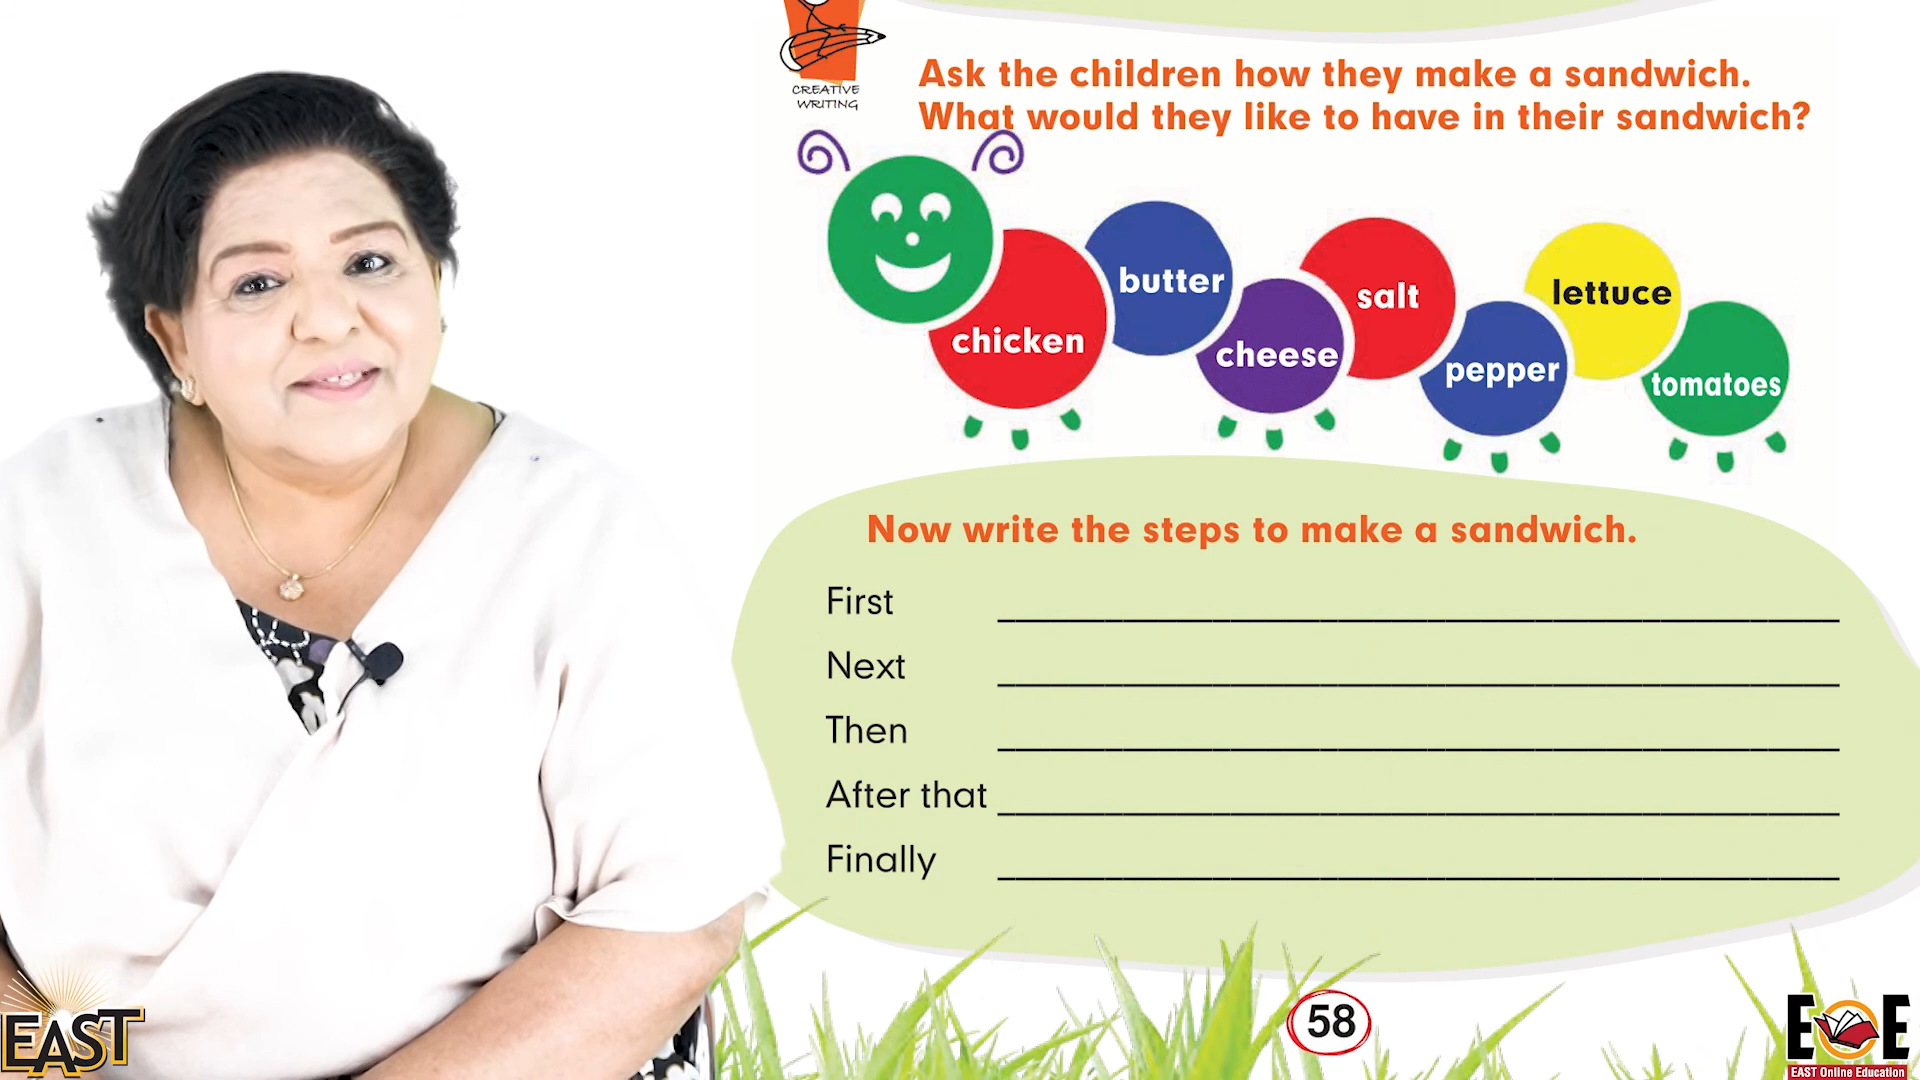 CREATIVE
WRITING
Ask the children how they make a sandwich.
What would they like to have in their sandwich?
chicken
butter
cheese
salt
pepper
lettuce
tomatoes
Now write the steps to make a sandwich.
First
Next
Then
After that
Finally
58
EAST
EOE
EAST Online Education